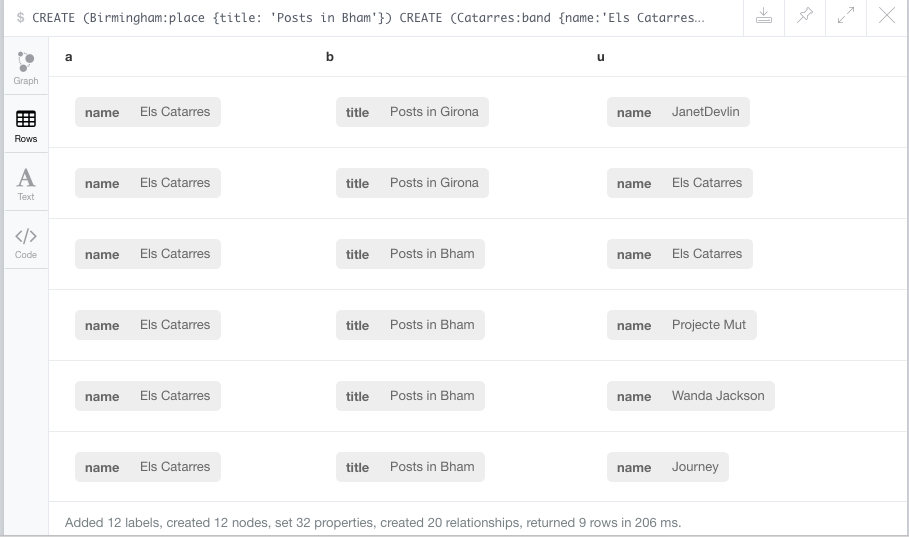 $ CREATE (Birmingham:place {title: 'Posts in Bham'}) CREATE (Catarres:band {name:'Els Catarres…
a b u
Graph
name Els Catarres title Posts in Girona name JanetDevlin
Rows
name Els Catarres title Posts in Girona name Els Catarres
A
Text
</> 
Code
name Els Catarres title Posts in Bham name Els Catarres
name Els Catarres title Posts in Bham name Projecte Mut
name Els Catarres title Posts in Bham name Wanda Jackson
name Els Catarres title Posts in Bham name Journey
Added 12 labels, created 12 nodes, set 32 properties, created 20 relationships, returned 9 rows in 206 ms.